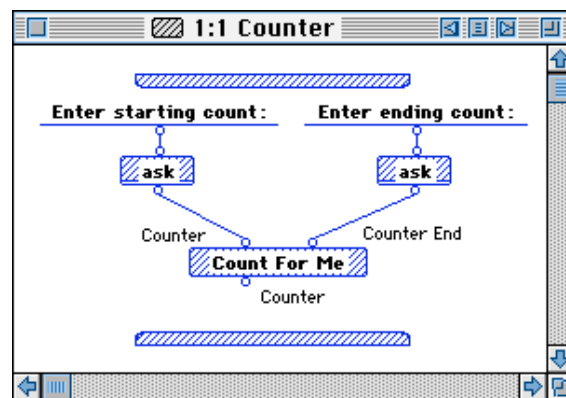 1:1 Counter
Enter starting count:
Enter ending count:
ask
ask
Counter
Counter End
Count For Me
Counter